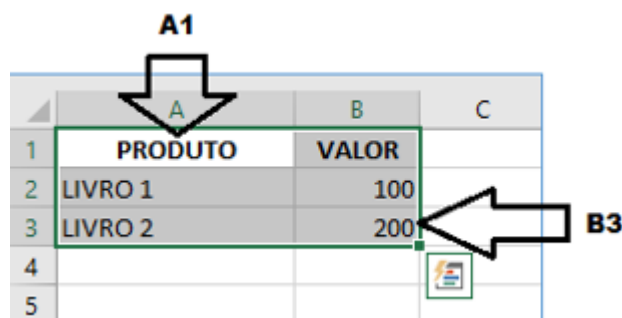 A1
A B C
1 PRODUTO VALOR
2 LIVRO 1 100
3 LIVRO 2 200 B3
4
5